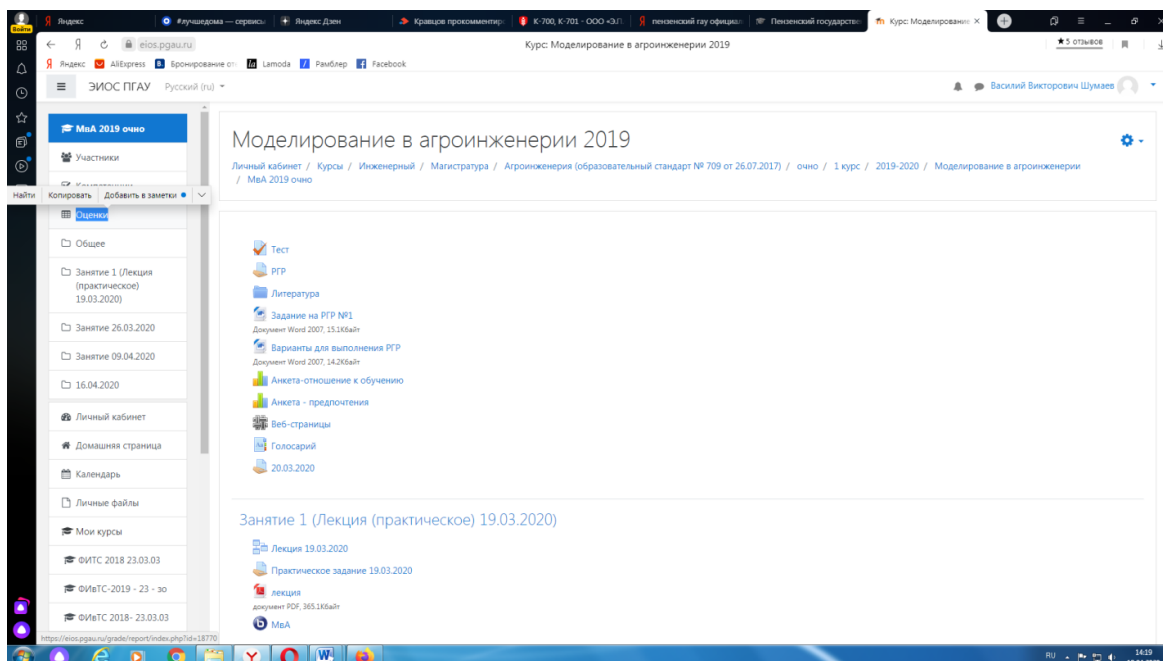 Яндекс
#лучшедома — сервисы
Яндекс Дзен
Кравцов прокомментир
К-700, К-701 - ООО «Э.Л.
пензенский гау официал
Пензенский государстве
Курс: Моделирование
Войти
eios.pgau.ru
Курс: Моделирование в агроинженерии 2019
★ 5 отзывов
Яндекс
AliExpress
Бронирование от
Lamoda
Рамблер
Facebook
ЭИОС ПГАУ
Русский (ru)
Василий Викторович Шумаев
МвА 2019 очно
Участники
Найти
Копировать
Добавить в заметки
Оценки
Общее
Занятие 1 (Лекция
(практическое)
19.03.2020)
Занятие 26.03.2020
Занятие 09.04.2020
16.04.2020
Личный кабинет
Домашняя страница
Календарь
Личные файлы
Мои курсы
ФИТС 2018 23.03.03
ФИвТС-2019 - 23 - зо
ФИвТС 2018- 23.03.03
https://eios.pgau.ru/grade/report/index.php?id=18770
Моделирование в агроинженерии 2019
Личный кабинет / Курсы / Инженерный / Магистратура / Агроинженерия (образовательный стандарт № 709 от 26.07.2017) / очно / 1 курс / 2019-2020 / Моделирование в агроинженерии
/ МвА 2019 очно
Тест
РГР
Литература
Задание на РГР №1
Документ Word 2007, 15.1Кбайт
Варианты для выполнения РГР
Документ Word 2007, 14.2Кбайт
Анкета-отношение к обучению
Анкета - предпочтения
Веб-страницы
Голосарий
20.03.2020
Занятие 1 (Лекция (практическое) 19.03.2020)
Лекция 19.03.2020
Практическое задание 19.03.2020
лекция
документ PDF, 365.1Кбайт
МвА
RU
14:19